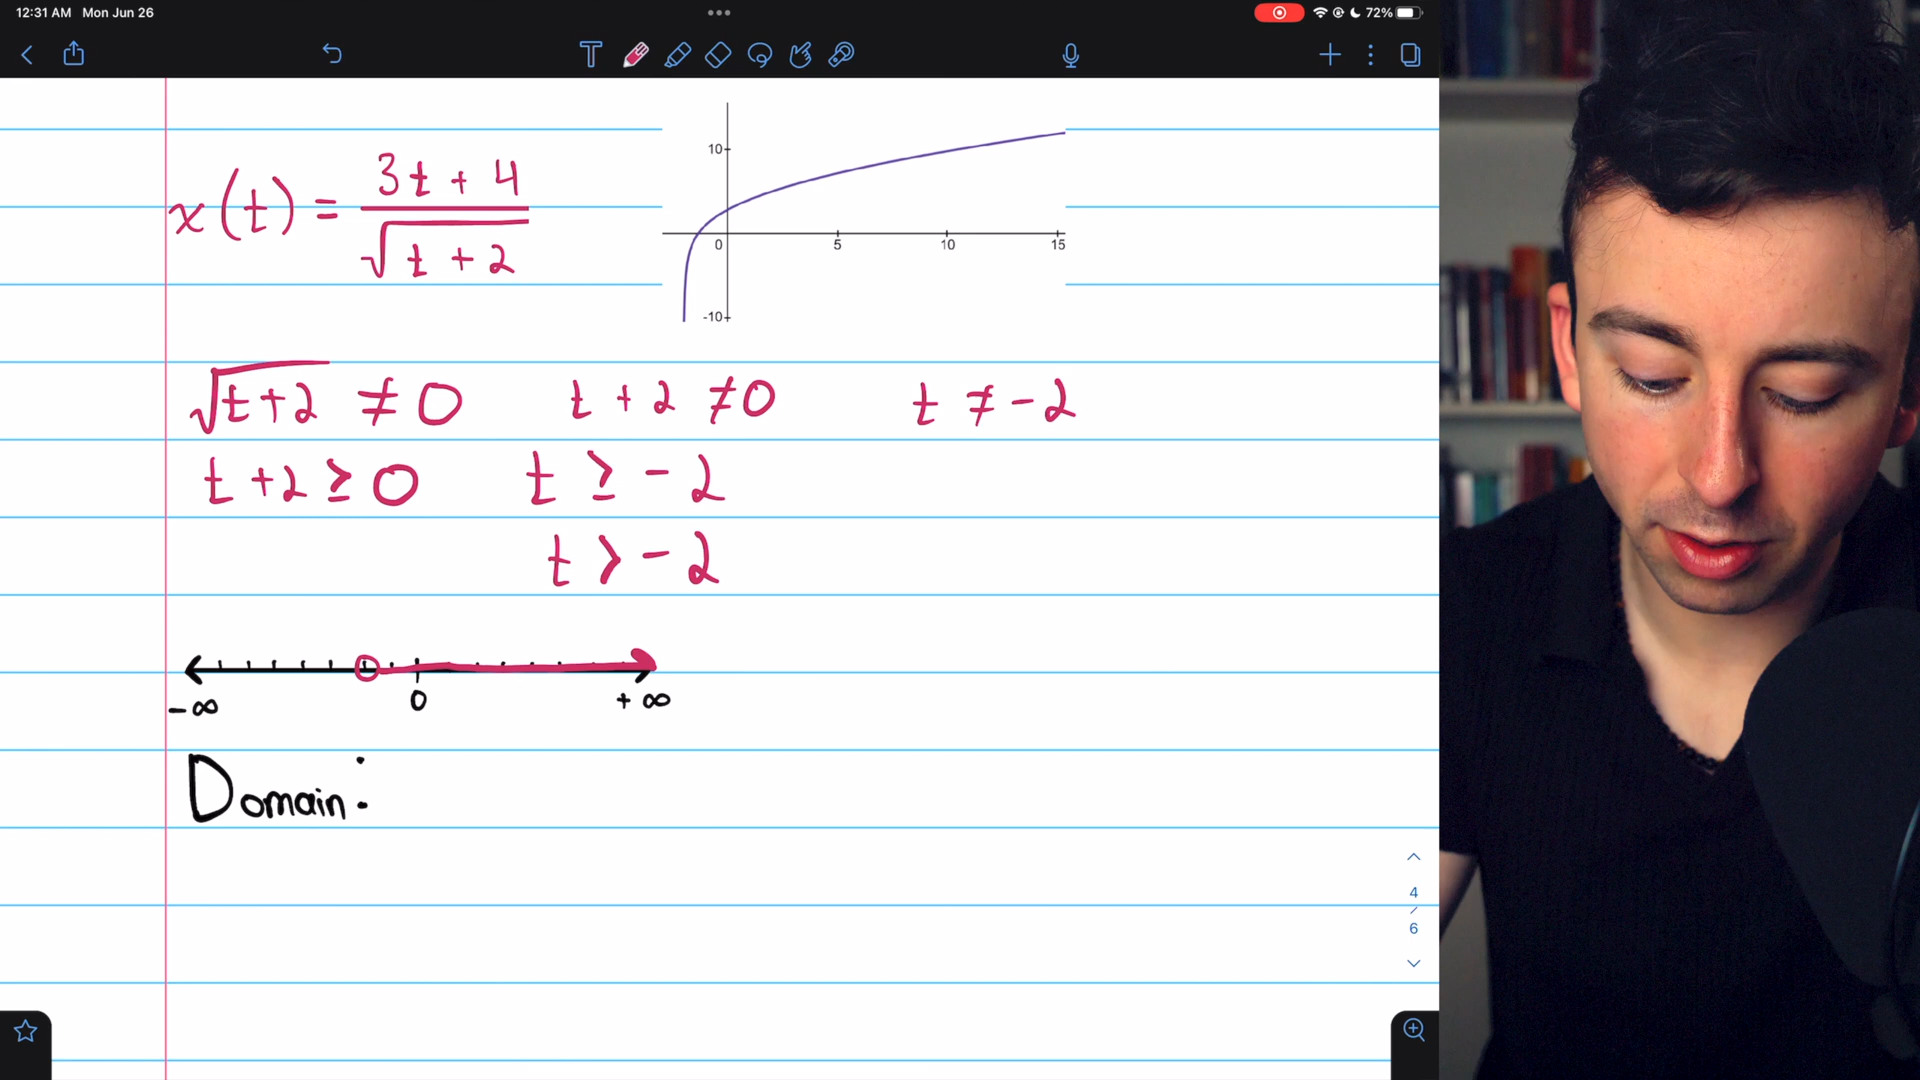 12:31 AM Mon Jun 26
72%
x(t) = 3t + 4 / √t + 2
10
0 5 10 15
-10
√t+2 ≠ 0 t + 2 ≠ 0 t ≠ -2
t + 2 ≥ 0 t ≥ -2
t > -2
-∞ 0 +∞
Domain:
4
/
6